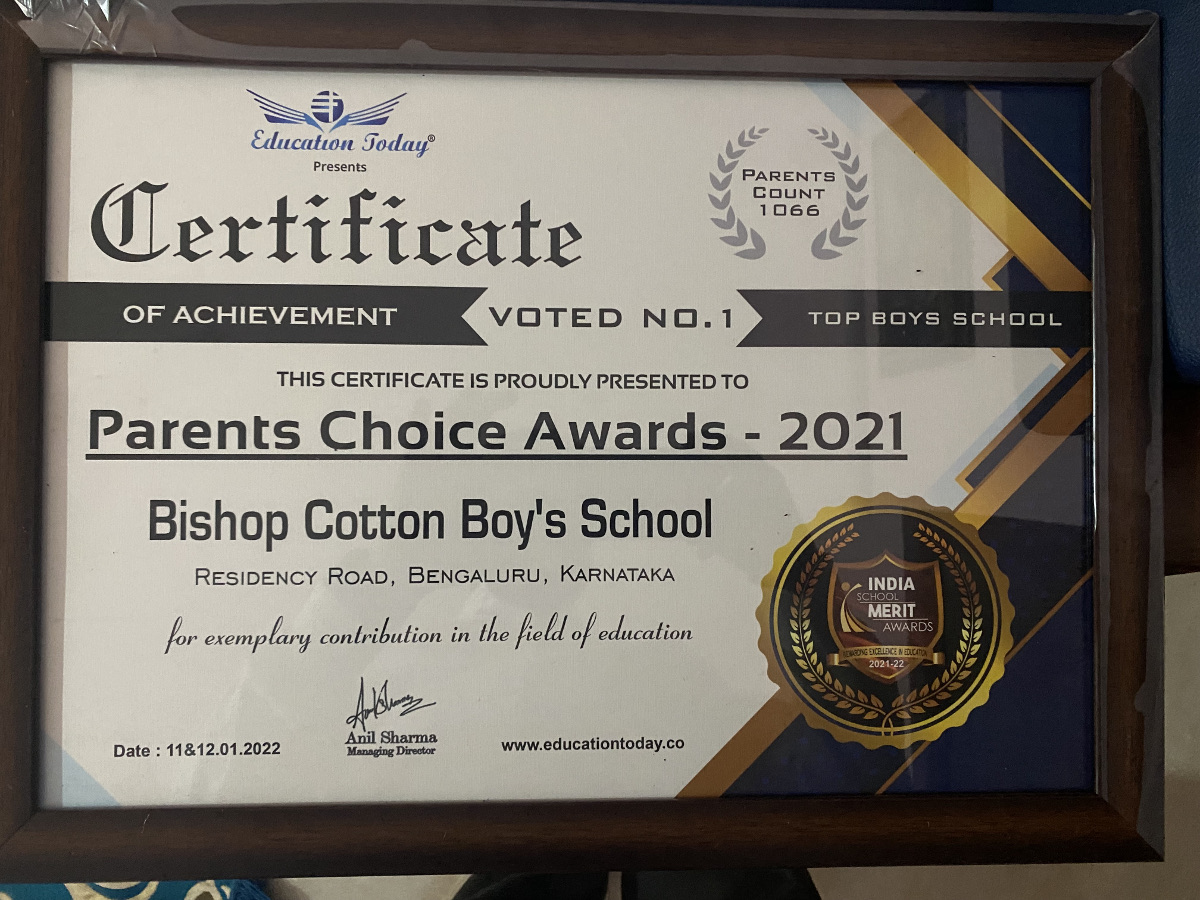 Education Today®
Presents
Certificate
PARENTS
COUNT
1066
OF ACHIEVEMENT
VOTED NO.1
TOP BOYS SCHOOL
THIS CERTIFICATE IS PROUDLY PRESENTED TO
Parents Choice Awards - 2021
Bishop Cotton Boy's School
RESIDENCY ROAD, BENGALURU, KARNATAKA
for exemplary contribution in the field of education
INDIA
SCHOOL
MERIT
AWARDS
REWARDING EXCELLENCE IN EDUCATION
2021-22
Anil Sharma
Managing Director
Date : 11&12.01.2022
www.educationtoday.co